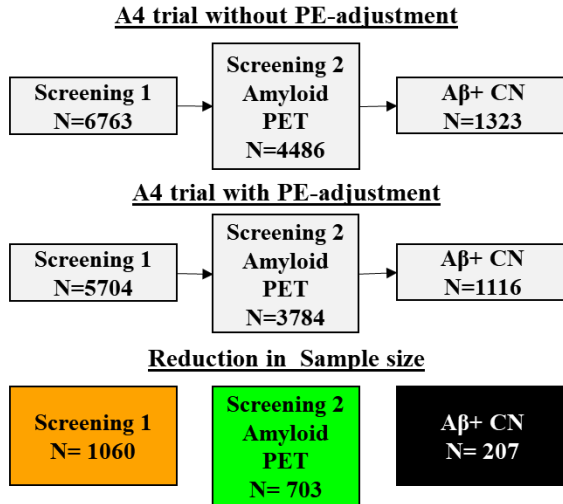 A4 trial without PE-adjustment
Screening 1
N=6763
Screening 2
Amyloid
PET
N=4486
Aβ+ CN
N=1323
A4 trial with PE-adjustment
Screening 1
N=5704
Screening 2
Amyloid
PET
N=3784
Aβ+ CN
N=1116
Reduction in Sample size
Screening 1
N= 1060
Screening 2
Amyloid
PET
N= 703
Aβ+ CN
N= 207